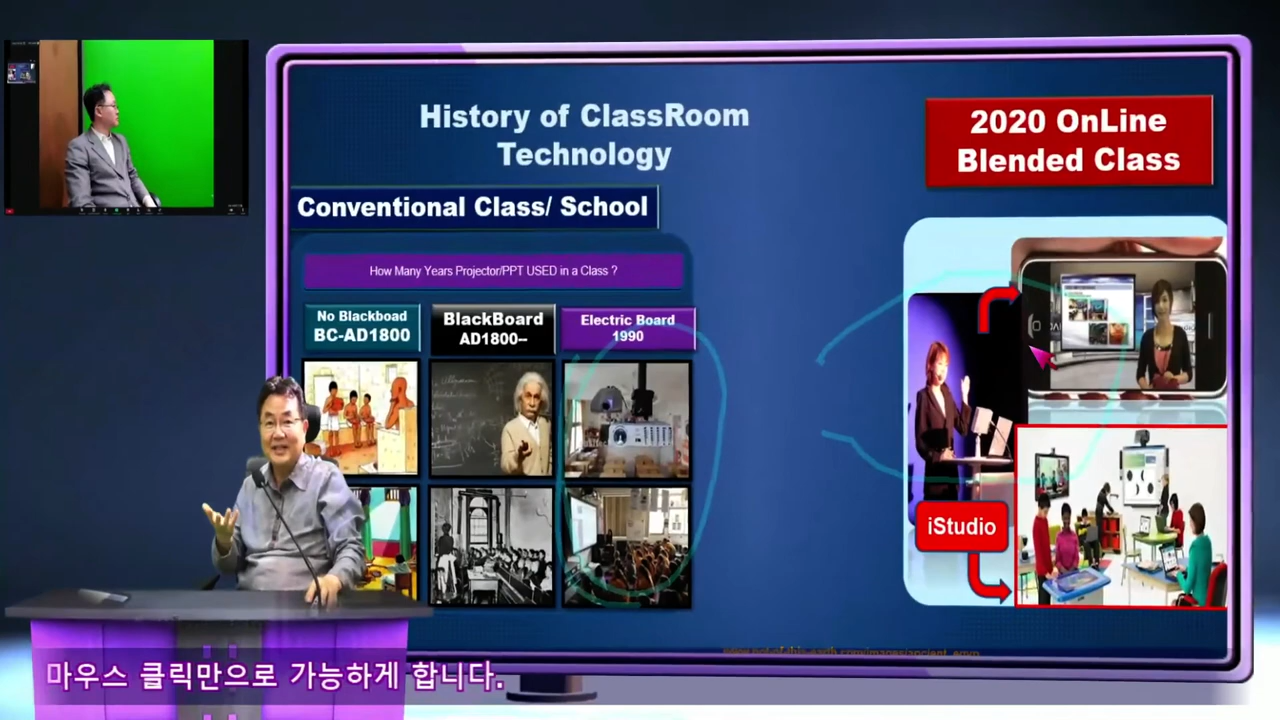 History of ClassRoom
Technology
2020 OnLine
Blended Class
Conventional Class/ School
How Many Years Projector/PPT USED in a Class ?
No Blackboad
BC-AD1800
BlackBoard
AD1800--
Electric Board
1990
iStudio
마우스 클릭만으로 가능하게 합니다.